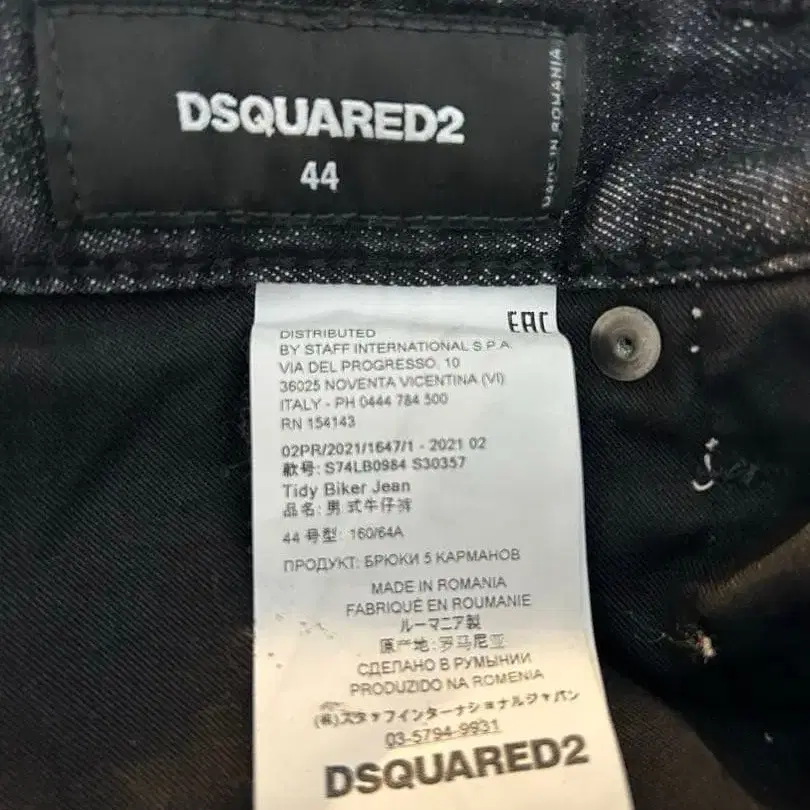 DSQUARED2
44
MADE IN ROMANIA
EAC
DISTRIBUTED
BY STAFF INTERNATIONAL S.P.A.
VIA DEL PROGRESSO, 10
36025 NOVENTA VICENTINA (VI)
ITALY - PH 0444 784 500
RN 154143
02PR/2021/1647/1 - 2021 02
款号: S74LB0984 S30357
Tidy Biker Jean
品名: 男式牛仔裤
44 号型: 160/64A
ПРОДУКТ: БРЮКИ 5 КАРМАНОВ
MADE IN ROMANIA
FABRIQUÉ EN ROUMANIE
ルーマニア製
原产地: 罗马尼亚
СДЕЛАНО В РУМЫНИИ
PRODUZIDO NA ROMENIA
(株)スタッフインターナショナルジャパン
03-5794-9931
DSQUARED2